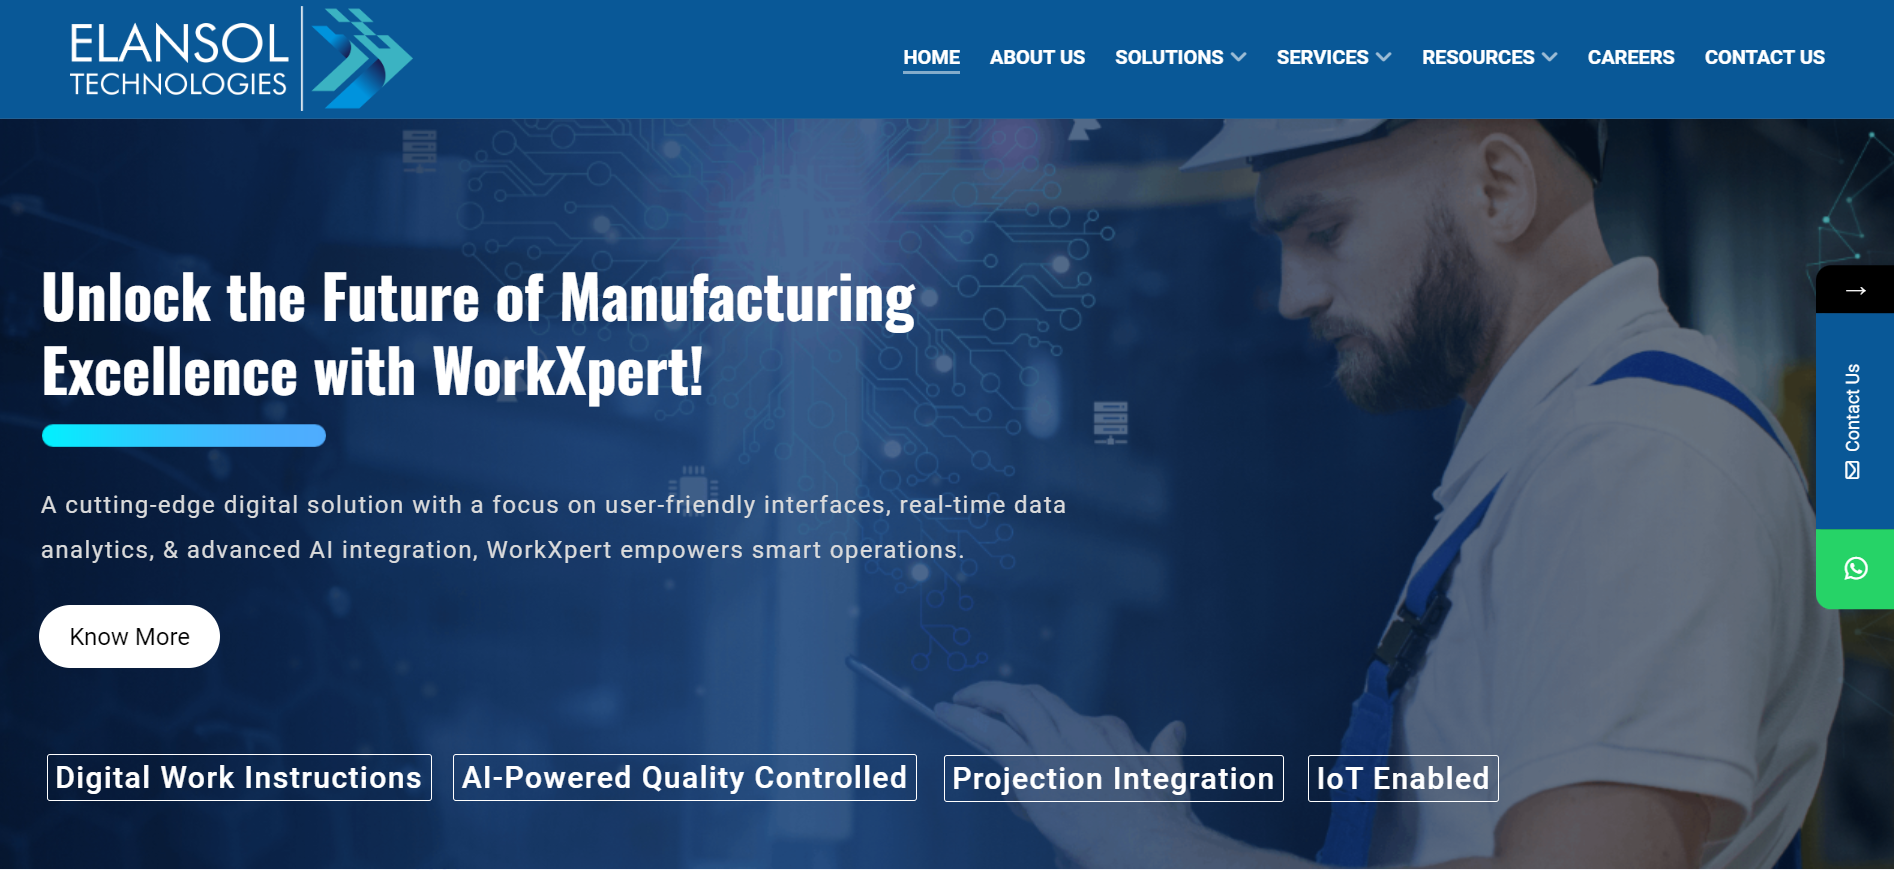 ELANSOL
TECHNOLOGIES
HOME ABOUT US SOLUTIONS SERVICES RESOURCES CAREERS CONTACT US
Unlock the Future of Manufacturing
Excellence with WorkXpert!
A cutting-edge digital solution with a focus on user-friendly interfaces, real-time data
analytics, & advanced AI integration, WorkXpert empowers smart operations.
Know More
Digital Work Instructions AI-Powered Quality Controlled Projection Integration IoT Enabled
→
Contact Us